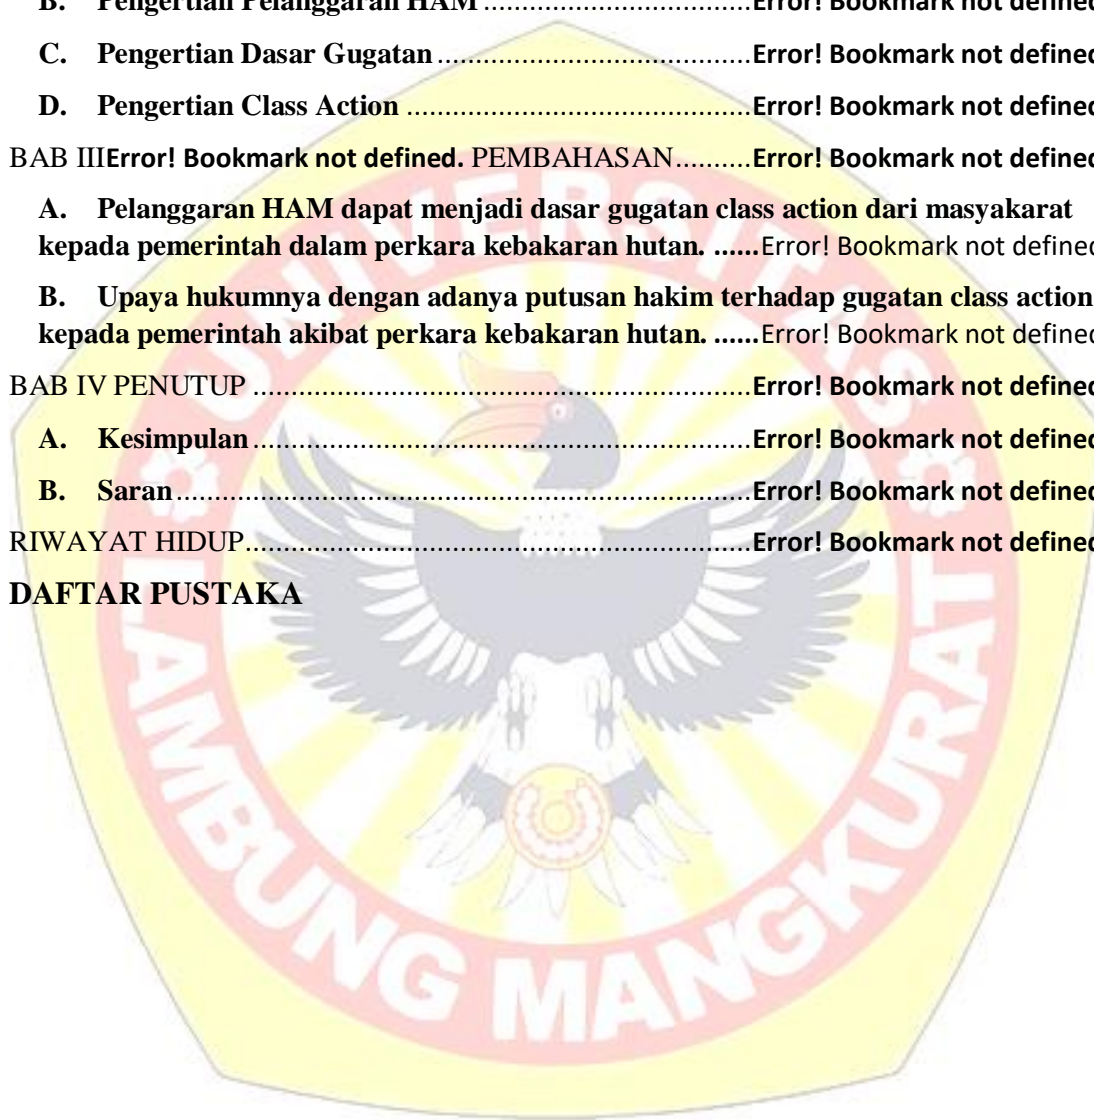 B. Pengertian Pelanggaran HAM ................................ Error! Bookmark not defined
C. Pengertian Dasar Gugatan .............................................. Error! Bookmark not defined
D. Pengertian Class Action .................................................. Error! Bookmark not defined
BAB IIIError! Bookmark not defined. PEMBAHASAN .......... Error! Bookmark not defined
A. Pelanggaran HAM dapat menjadi dasar gugatan class action dari masyakarat
kepada pemerintah dalam perkara kebakaran hutan. ...... Error! Bookmark not defined
B. Upaya hukumnya dengan adanya putusan hakim terhadap gugatan class action
kepada pemerintah akibat perkara kebakaran hutan. ...... Error! Bookmark not defined
BAB IV PENUTUP ......................................................................... Error! Bookmark not defined
A. Kesimpulan ......................................................................... Error! Bookmark not defined
B. Saran .................................................................................... Error! Bookmark not defined
RIWAYAT HIDUP .......................................................................... Error! Bookmark not defined
DAFTAR PUSTAKA
UNIVERSITAS
LAMBUNG MANGKURAT